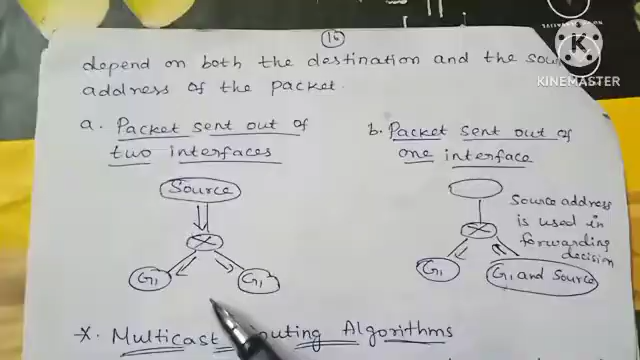 16
depend on both the destination and the
address of the packet.
a. Packet sent out of
two interfaces
b. Packet sent out of
one interface
Source
X
G1
G1
Source address
is used in
forwarding
decision
X
G1
G1 and Source
X. Multicast Routing Algorithms
KINEMASTER